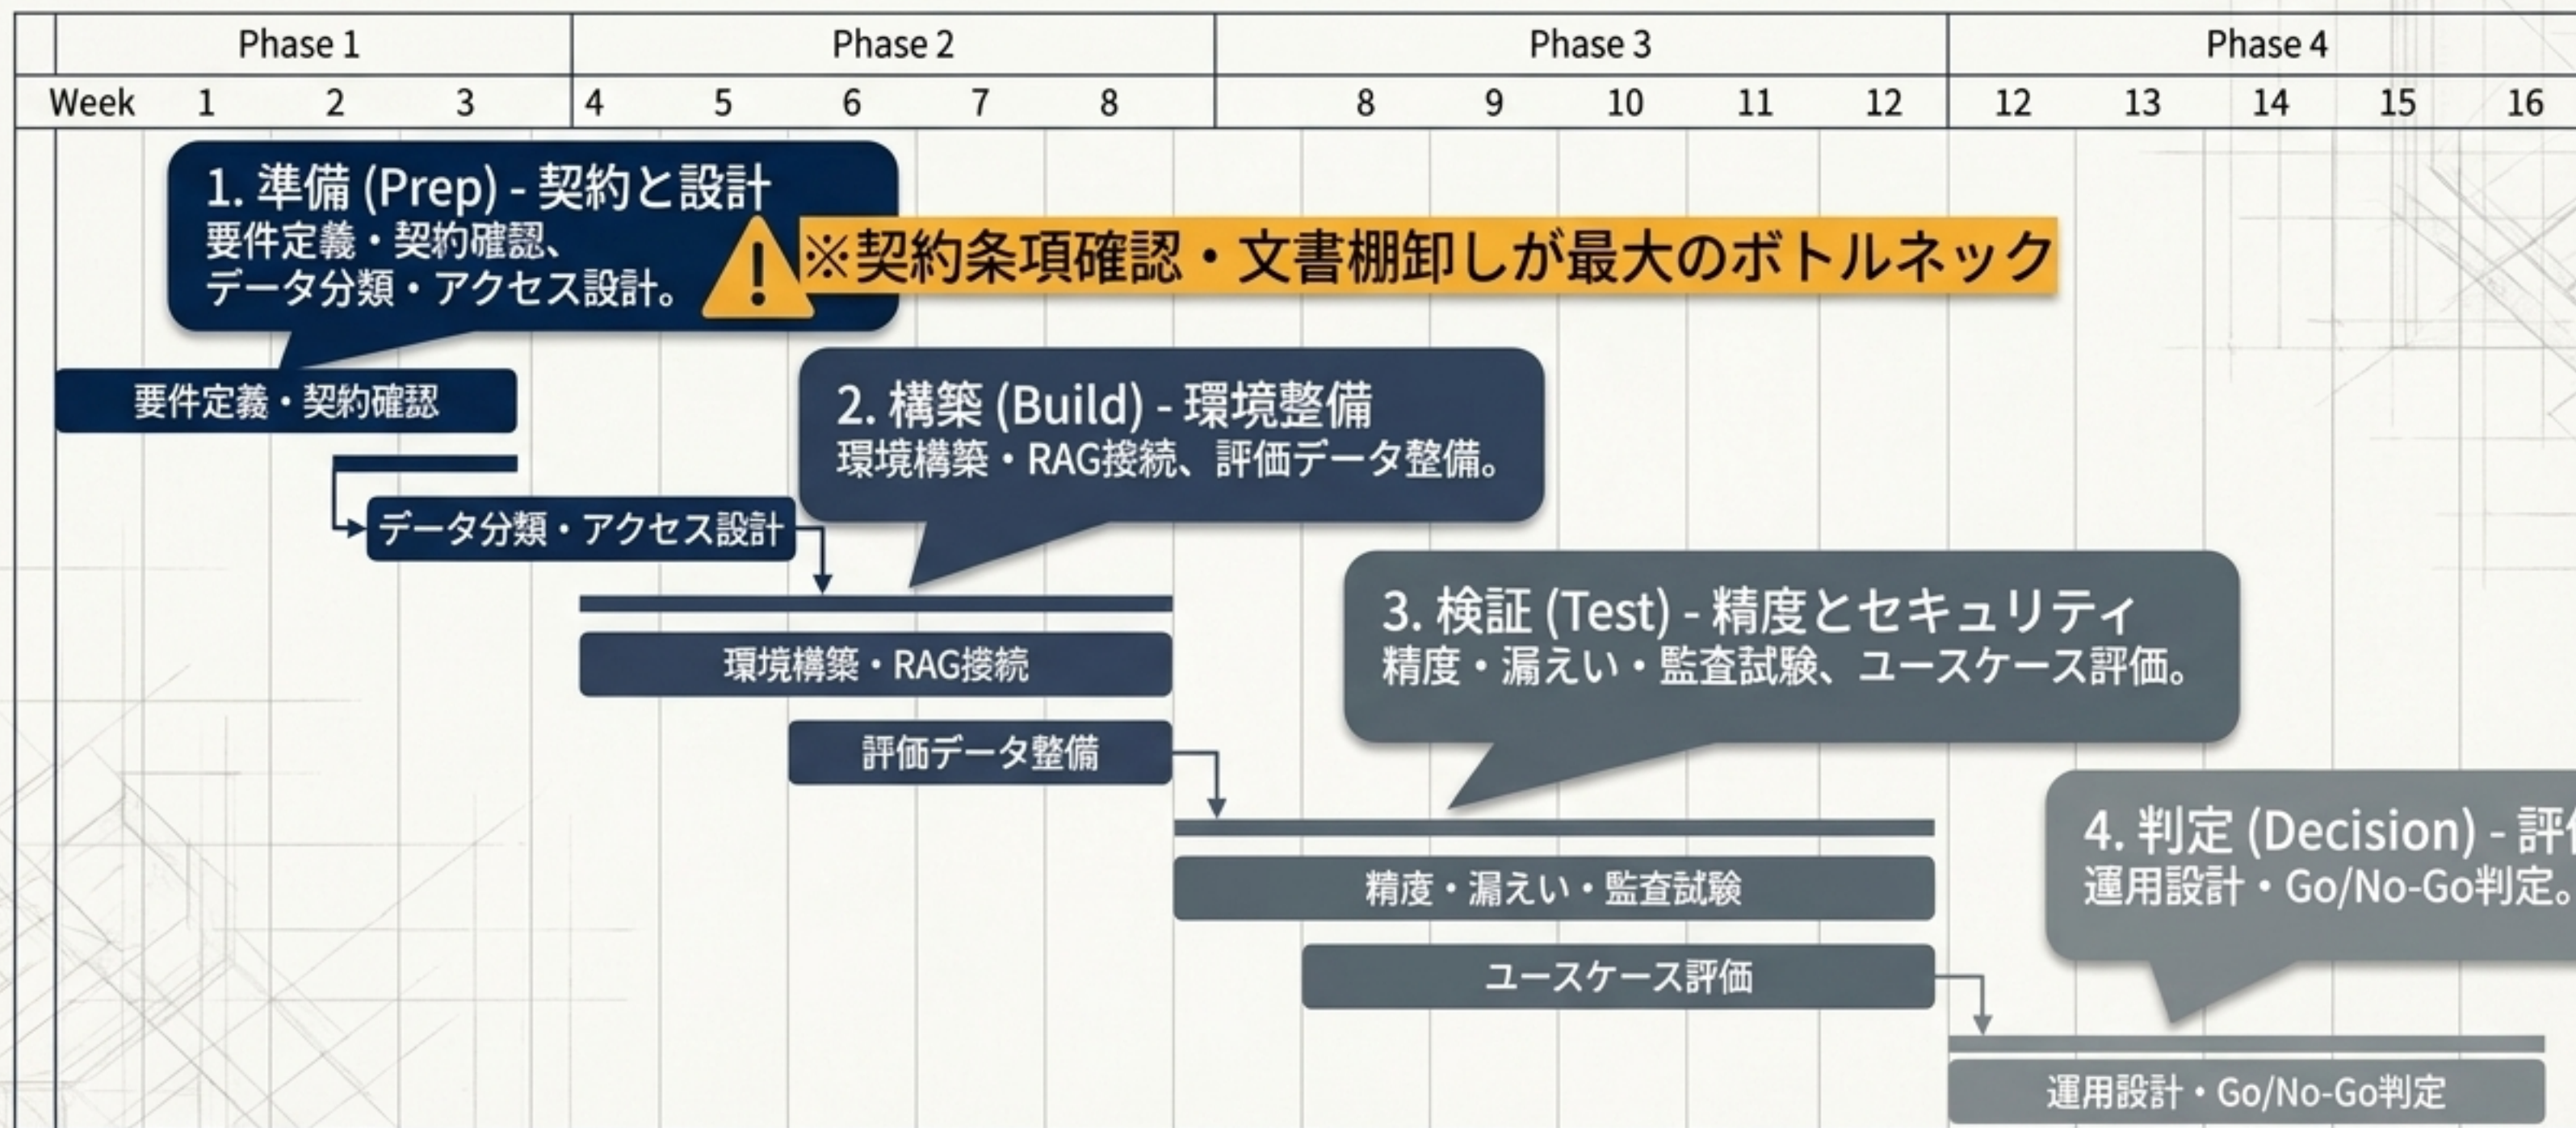 Phase 1 Phase 2 Phase 3 Phase 4
Week 1 2 3 4 5 6 7 8 8 9 10 11 12 12 13 14 15 16
1. 準備 (Prep) - 契約と設計
要件定義・契約確認、
データ分類・アクセス設計。
※契約条項確認・文書棚卸しが最大のボトルネック
要件定義・契約確認
2. 構築 (Build) - 環境整備
環境構築・RAG接続、評価データ整備。
データ分類・アクセス設計
3. 検証 (Test) - 精度とセキュリティ
精度・漏えい・監査試験、ユースケース評価。
環境構築・RAG接続
評価データ整備
4. 判定 (Decision) - 評
運用設計・Go/No-Go判定。
精度・漏えい・監査試験
ユースケース評価
運用設計・Go/No-Go判定